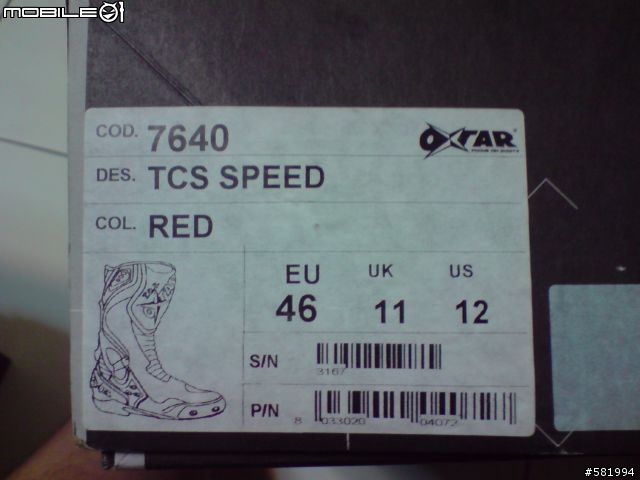 MOBILE01
COD. 7640
OXTAR
DES. TCS SPEED
COL. RED
EU UK US
46 11 12
S/N
3167
P/N
8 033020 04072
#581994